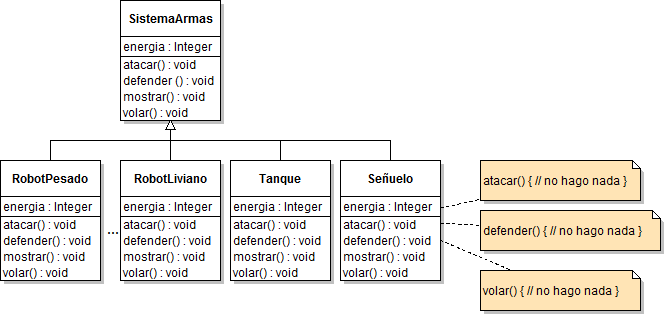 SistemaArmas
energia : Integer
atacar() : void
defender () : void
mostrar() : void
volar() : void
RobotPesado
energia : Integer
atacar() : void
defender() : void
mostrar() : void
volar() : void
...
RobotLiviano
energia : Integer
atacar() : void
defender() : void
mostrar() : void
volar() : void
Tanque
energia : Integer
atacar() : void
defender() : void
mostrar() : void
volar() : void
Señuelo
energia : Integer
atacar() : void
defender() : void
mostrar() : void
volar() : void
atacar() { // no hago nada }
defender() { // no hago nada }
volar() { // no hago nada }